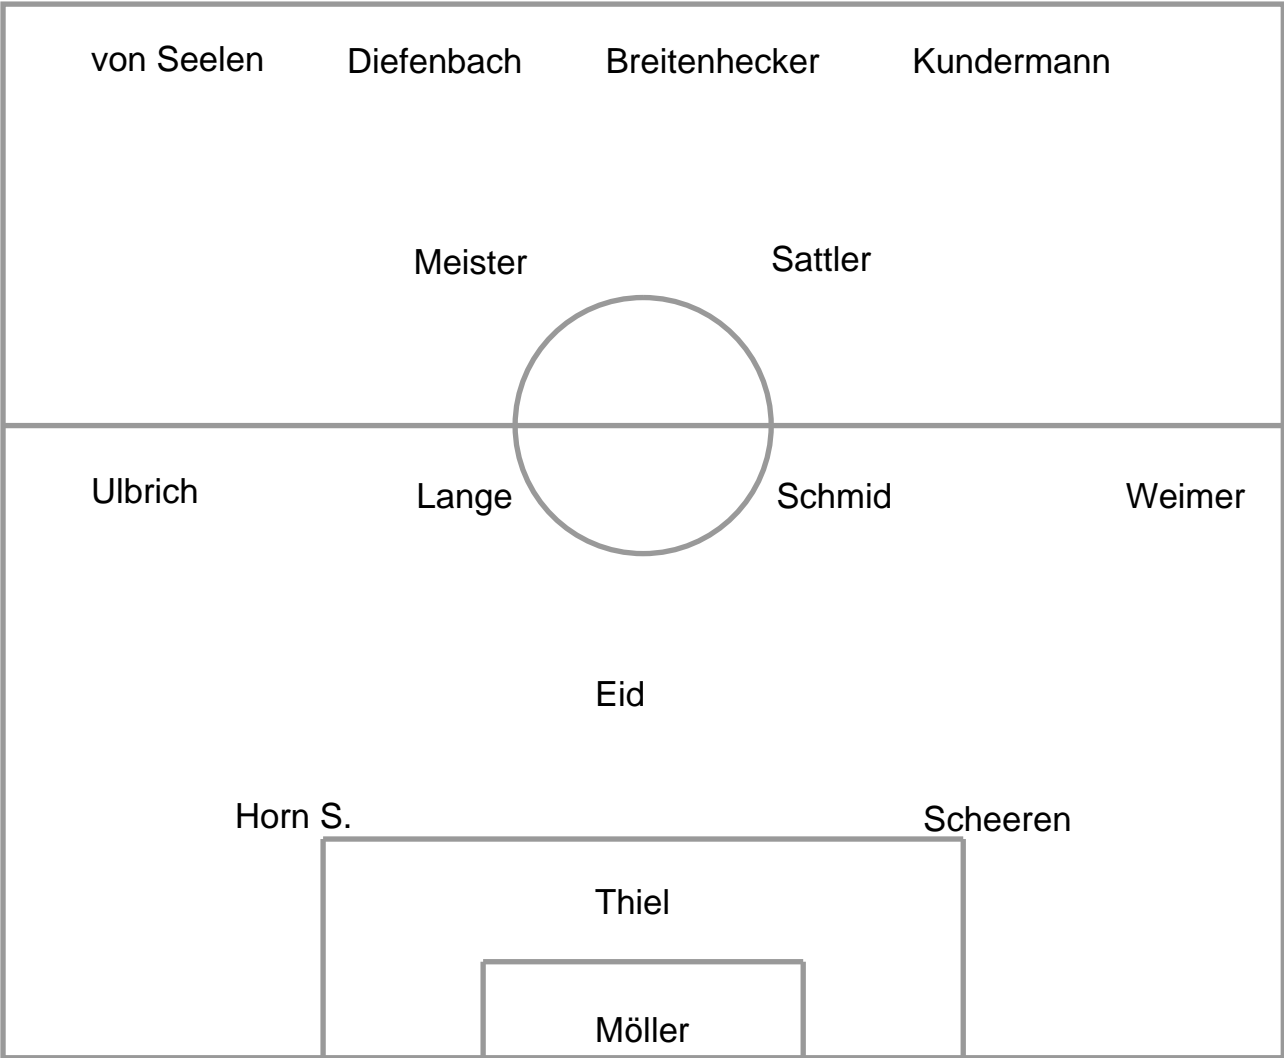 von Seelen Diefenbach Breitenhecker Kundermann
Meister Sattler
Ulbrich Lange Schmid Weimer
Eid
Horn S. Scheeren
Thiel
Möller